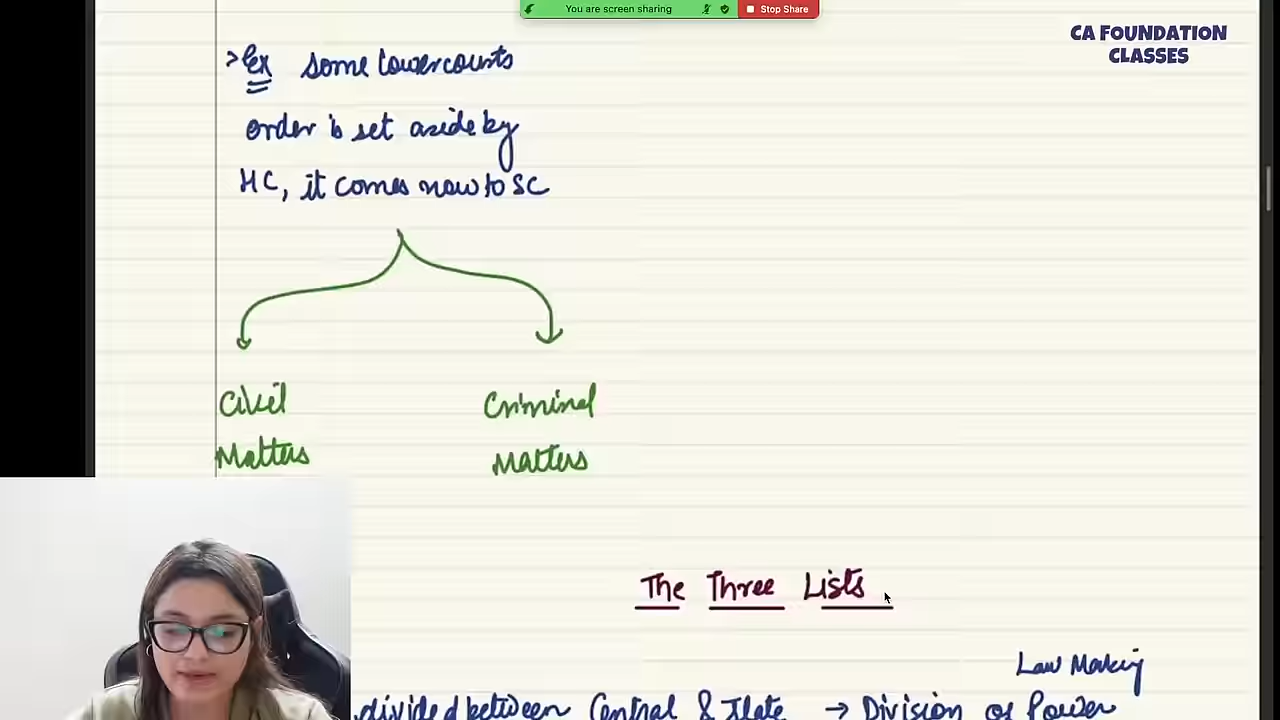 You are screen sharing
Stop Share
CA FOUNDATION
CLASSES
> Ex some lower courts
order is set aside by
HC, it comes now to SC
Civil
Matters
Criminal
Matters
The Three Lists
Law Making
divided between Central & State → Division of Power